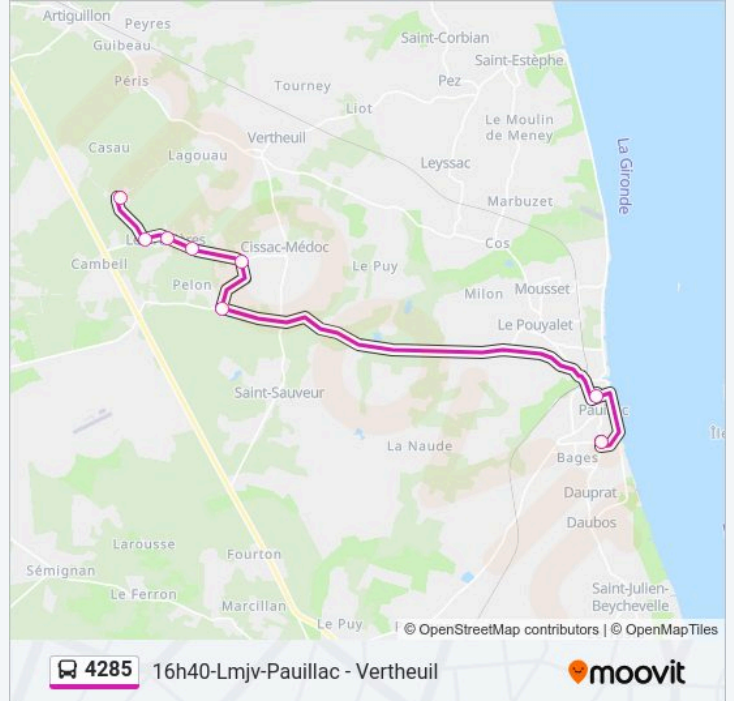 Artiguillon
Peyres
Guibeau
Saint-Corbian
Saint-Estèphe
Péris
Pez
Tourney
Liot
Le Moulin
de Meney
Vertheuil
Casau
Lagouau
Leyssac
La Gironde
Marbuzet
Cissac-Médoc
Cos
Cambell
Le Puy
Pelon
Milon
Mousset
Le Pouyalet
Saint-Sauveur
La Naude
Bages
Dauprat
Daubos
Larousse
Fourton
Sémignan
Le Ferron
Marcillan
Saint-Julien-
Beychevelle
Le Puy
© OpenStreetMap contributors | © OpenMapTiles
4285 16h40-Lmjv-Pauillac - Vertheuil
moovit